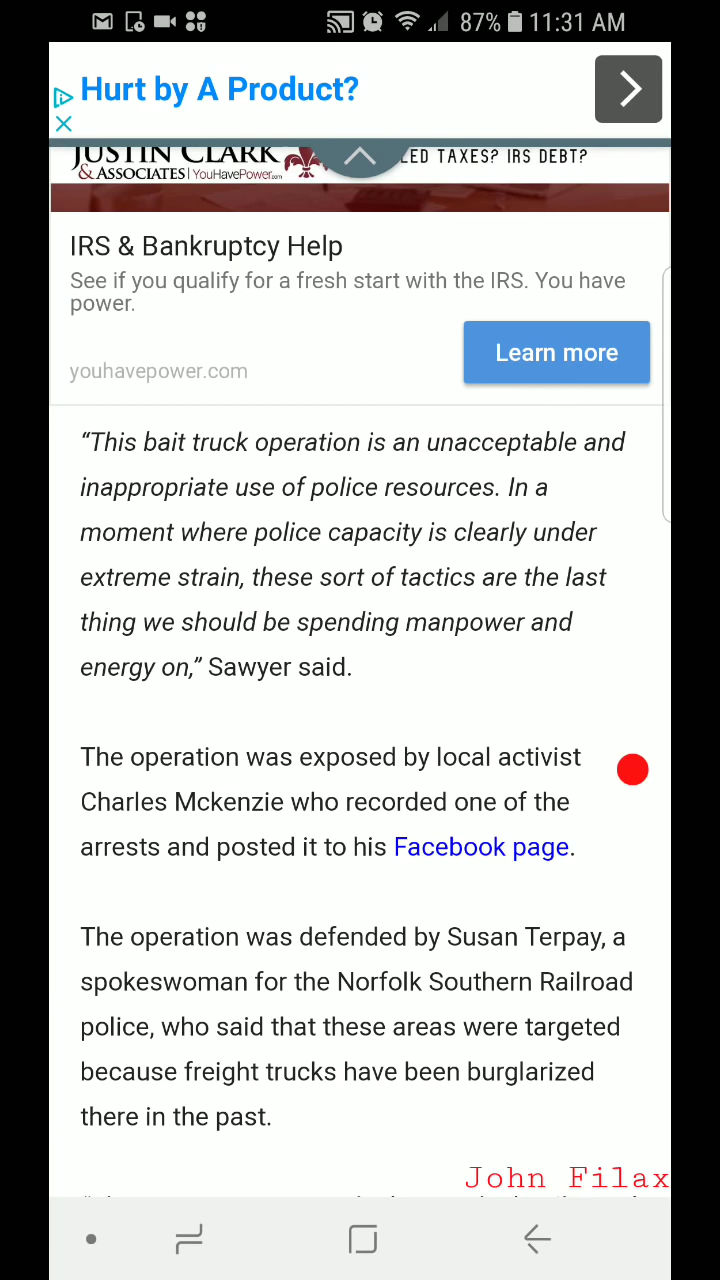 87% 11:31 AM
Hurt by A Product?
JUSTIN CLARK
& ASSOCIATES | YouHavePower.com
LED TAXES? IRS DEBT?
IRS & Bankruptcy Help
See if you qualify for a fresh start with the IRS. You have
power.
Learn more
youhavepower.com
“This bait truck operation is an unacceptable and
inappropriate use of police resources. In a
moment where police capacity is clearly under
extreme strain, these sort of tactics are the last
thing we should be spending manpower and
energy on,” Sawyer said.
The operation was exposed by local activist
Charles Mckenzie who recorded one of the
arrests and posted it to his Facebook page.
The operation was defended by Susan Terpay, a
spokeswoman for the Norfolk Southern Railroad
police, who said that these areas were targeted
because freight trucks have been burglarized
there in the past.
John Filax